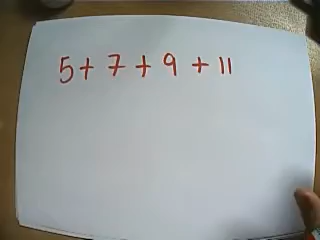 5+ 7 + 9 + 11